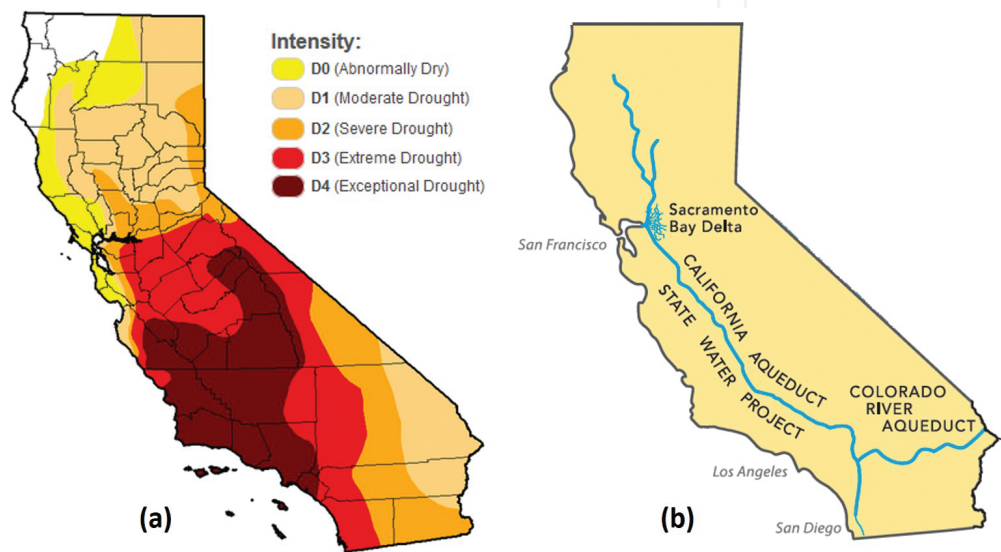 Intensity:
D0 (Abnormally Dry)
D1 (Moderate Drought)
D2 (Severe Drought)
D3 (Extreme Drought)
D4 (Exceptional Drought)
(a)
Sacramento
Bay Delta
San Francisco
CALIFORNIA AQUEDUCT
STATE WATER PROJECT
COLORADO
RIVER
AQUEDUCT
Los Angeles
San Diego
(b)